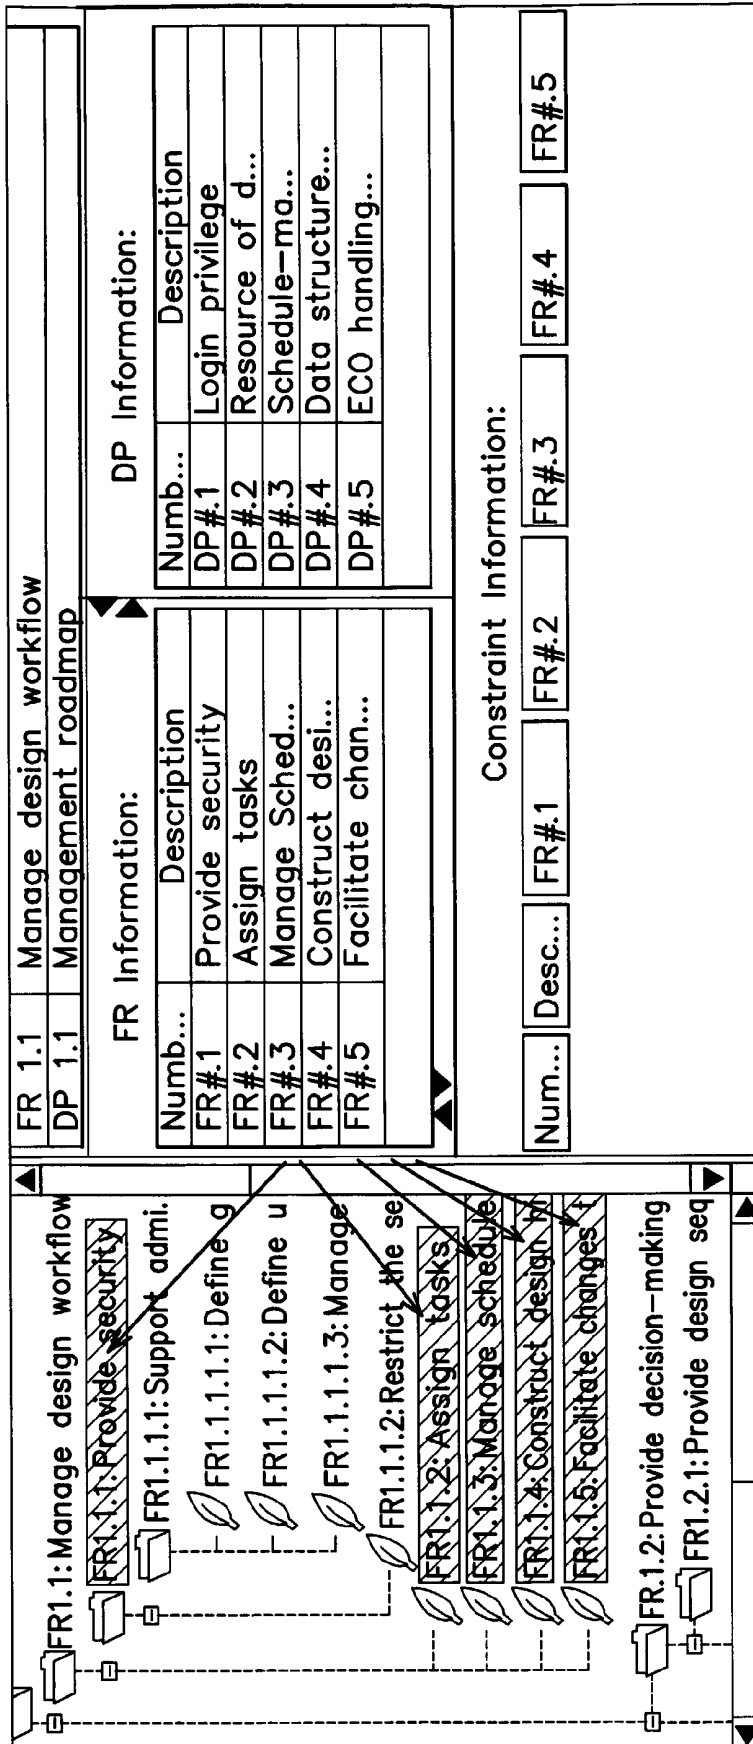 FR1.1:Manage design workflow
FR1.1.1:Provide security
FR1.1.1.1:Support admi.
FR1.1.1.1.1:Define g
FR1.1.1.1.2:Define u
FR1.1.1.1.3:Manage
FR1.1.1.2:Restrict the se
FR1.1.2:Assign tasks
FR1.1.3:Manage schedule
FR1.1.4:Construct design
FR1.1.5:Facilitate changes t
FR.1.2:Provide decision-making
FR1.2.1:Provide design seq
FR 1.1 Manage design workflow
DP 1.1 Management roadmap
FR Information:
Numb... Description
FR#.1 Provide security
FR#.2 Assign tasks
FR#.3 Manage Sched...
FR#.4 Construct desi...
FR#.5 Facilitate chan...
DP Information:
Numb... Description
DP#.1 Login privilege
DP#.2 Resource of d...
DP#.3 Schedule-ma...
DP#.4 Data structure...
DP#.5 ECO handling...
Constraint Information:
Num... Desc... FR#.1 FR#.2 FR#.3 FR#.4 FR#.5